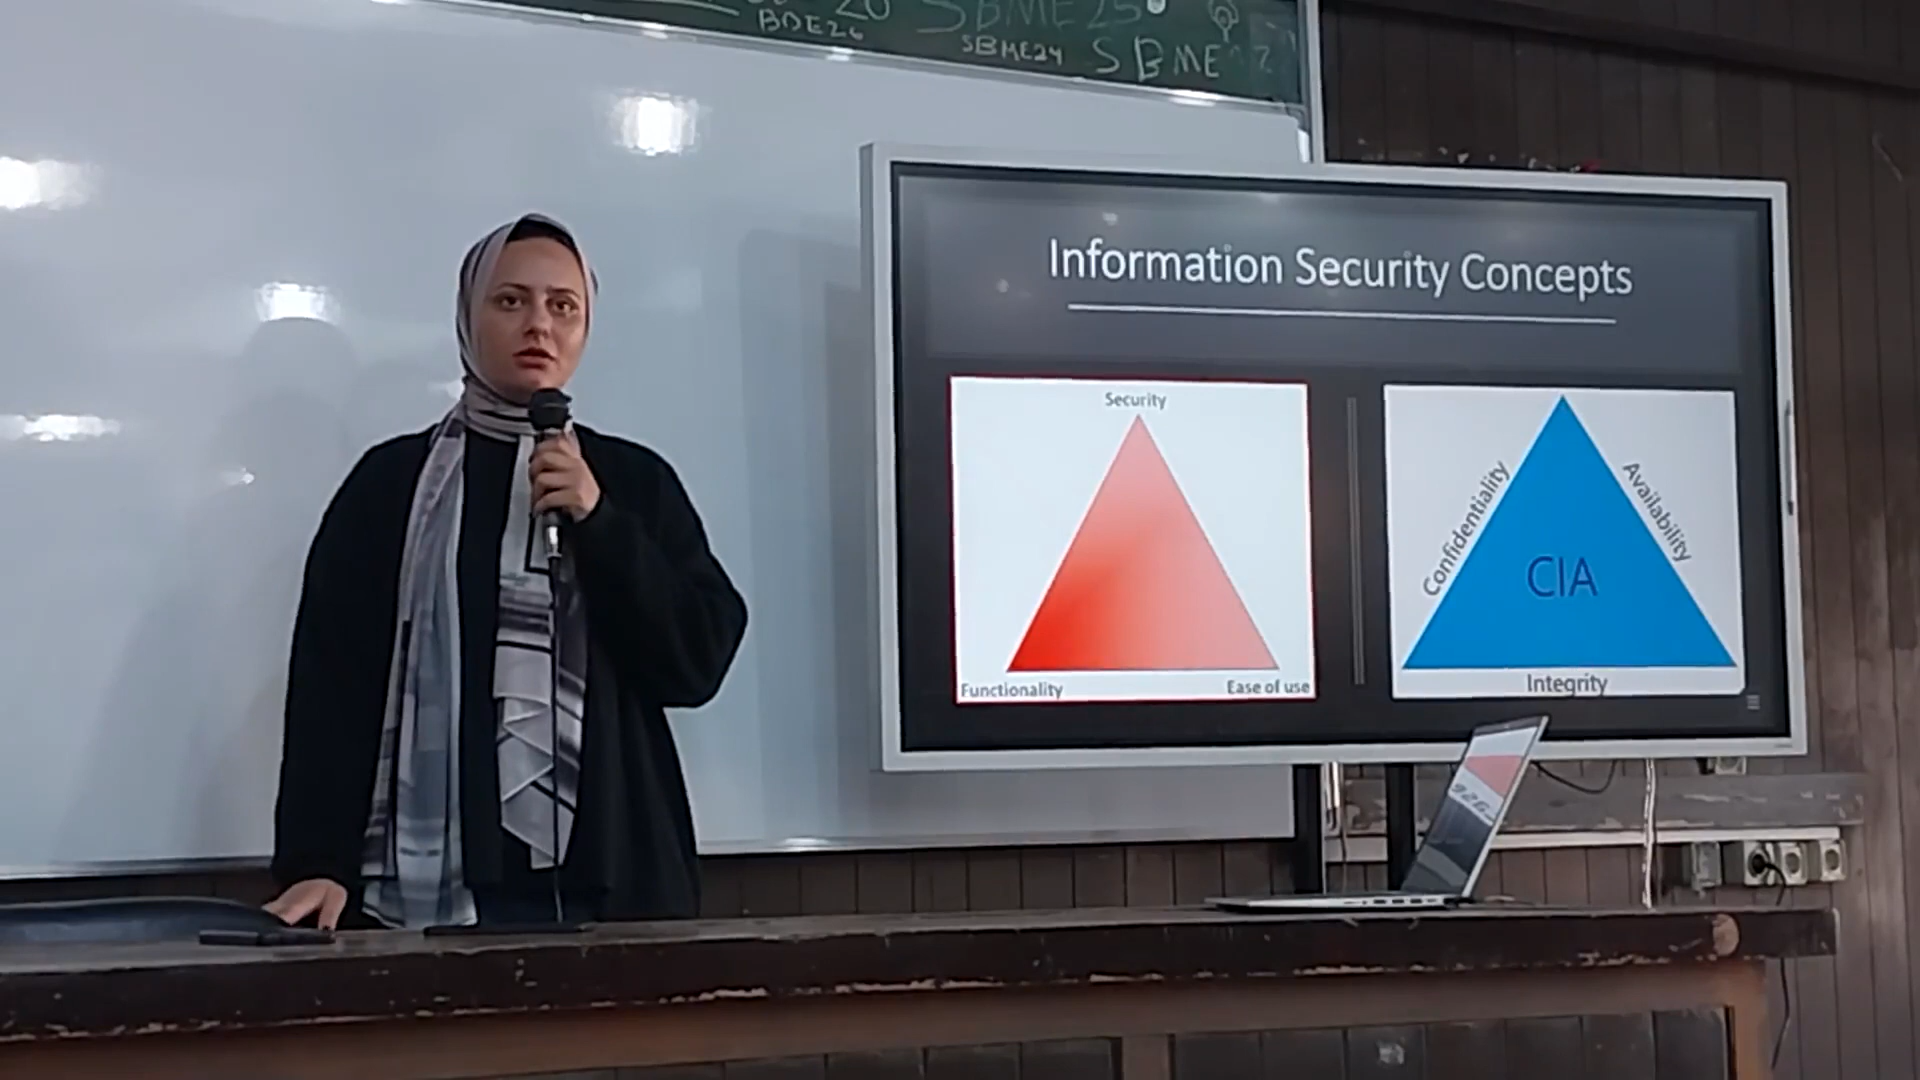 BDE26
SBME25
SBME24
SBME
Information Security Concepts
Security
Functionality
Ease of use
Confidentiality
Availability
CIA
Integrity